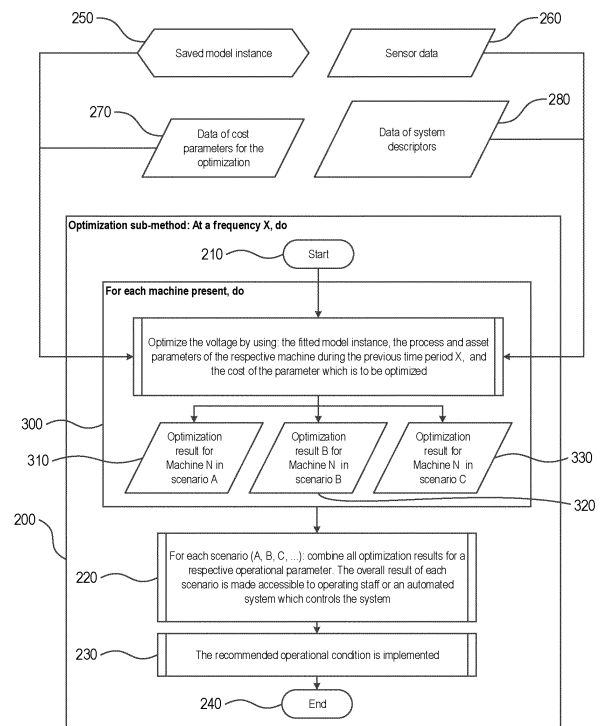 250
Saved model instance
260
Sensor data
270
Data of cost
parameters for the
optimization
280
Data of system
descriptors
Optimization sub-method: At a frequency X, do
210
Start
For each machine present, do
Optimize the voltage by using: the fitted model instance, the process and asset
parameters of the respective machine during the previous time period X, and
the cost of the parameter which is to be optimized
300
310
Optimization
result for
Machine N in
scenario A
Optimization
result B for
Machine N in
scenario B
Optimization
result for
Machine N in
scenario C
330
320
200
220
For each scenario (A, B, C, ...): combine all optimization results for a
respective operational parameter. The overall result of each
scenario is made accessible to operating staff or an automated
system which controls the system
230
The recommended operational condition is implemented
240
End